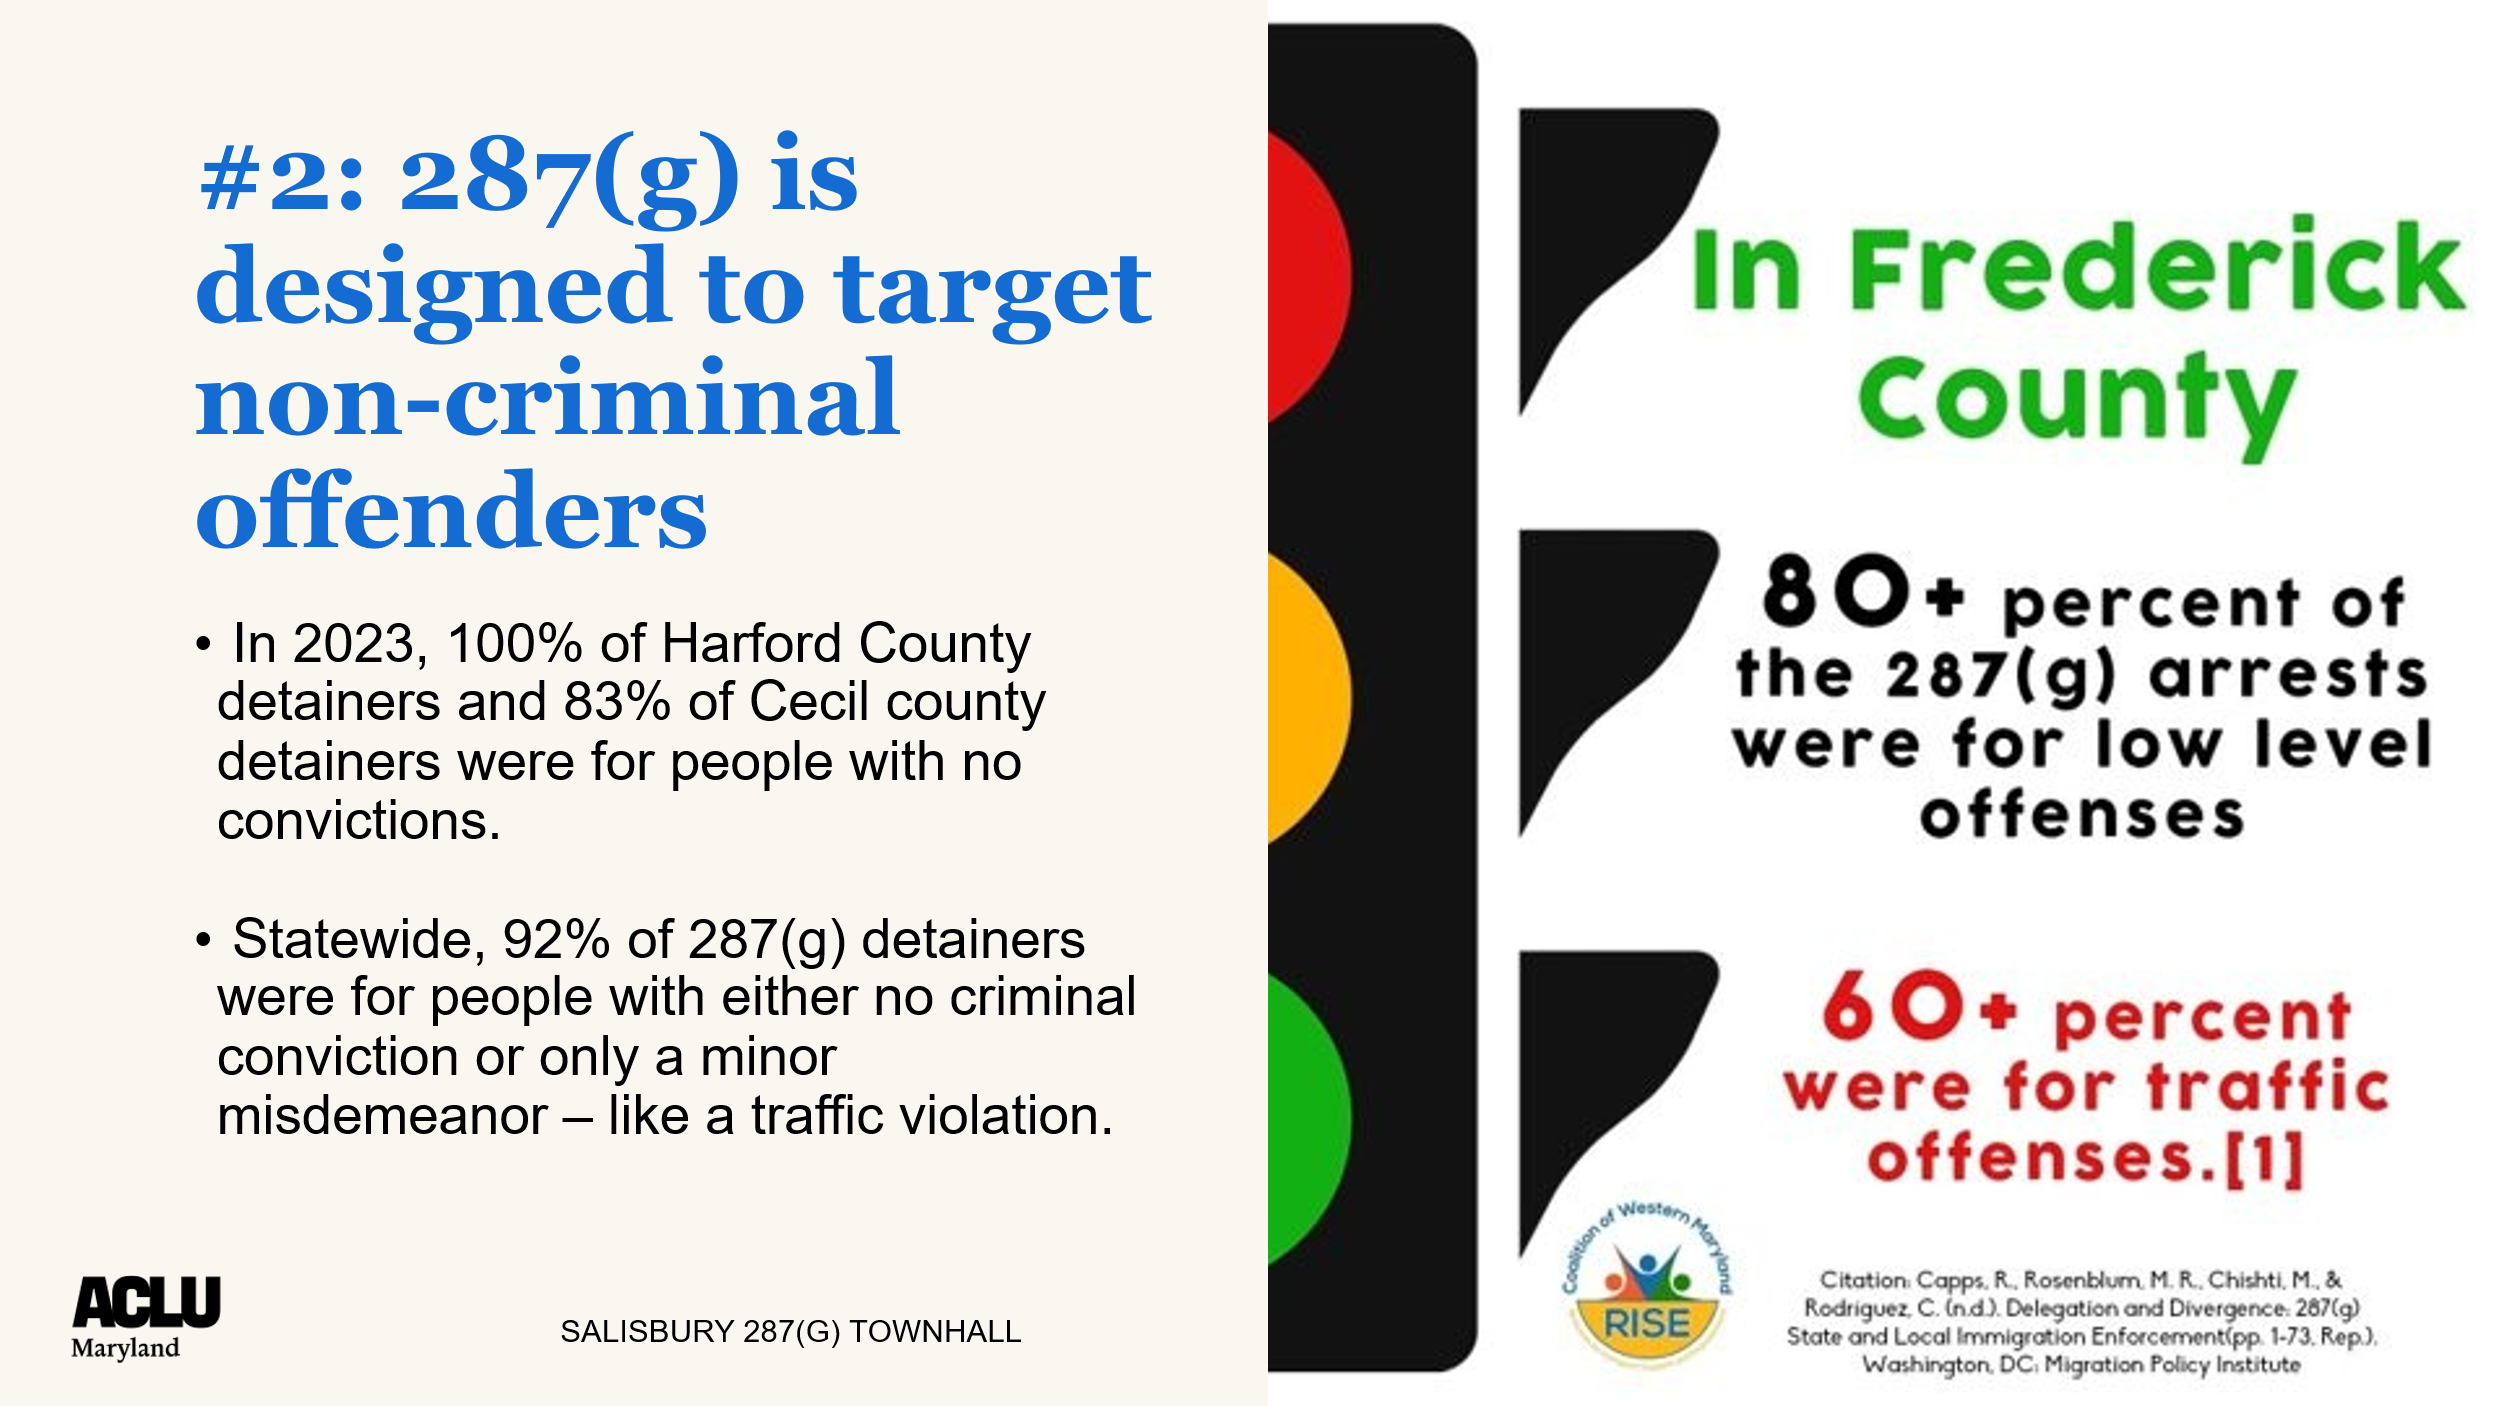 #2: 287(g) is
designed to target
non-criminal
offenders
• In 2023, 100% of Harford County
detainers and 83% of Cecil county
detainers were for people with no
convictions.
• Statewide, 92% of 287(g) detainers
were for people with either no criminal
conviction or only a minor
misdemeanor – like a traffic violation.
ACLU
Maryland
SALISBURY 287(G) TOWNHALL
In Frederick
County
80+ percent of
the 287(g) arrests
were for low level
offenses
60+ percent
were for traffic
offenses.[1]
Coalition of Western Maryland
RISE
Citation: Capps, R., Rosenblum, M. R., Chishti, M., &
Rodriguez, C. (n.d.). Delegation and Divergence: 287(g)
State and Local Immigration Enforcement(pp. 1-73, Rep.).
Washington, DC: Migration Policy Institute